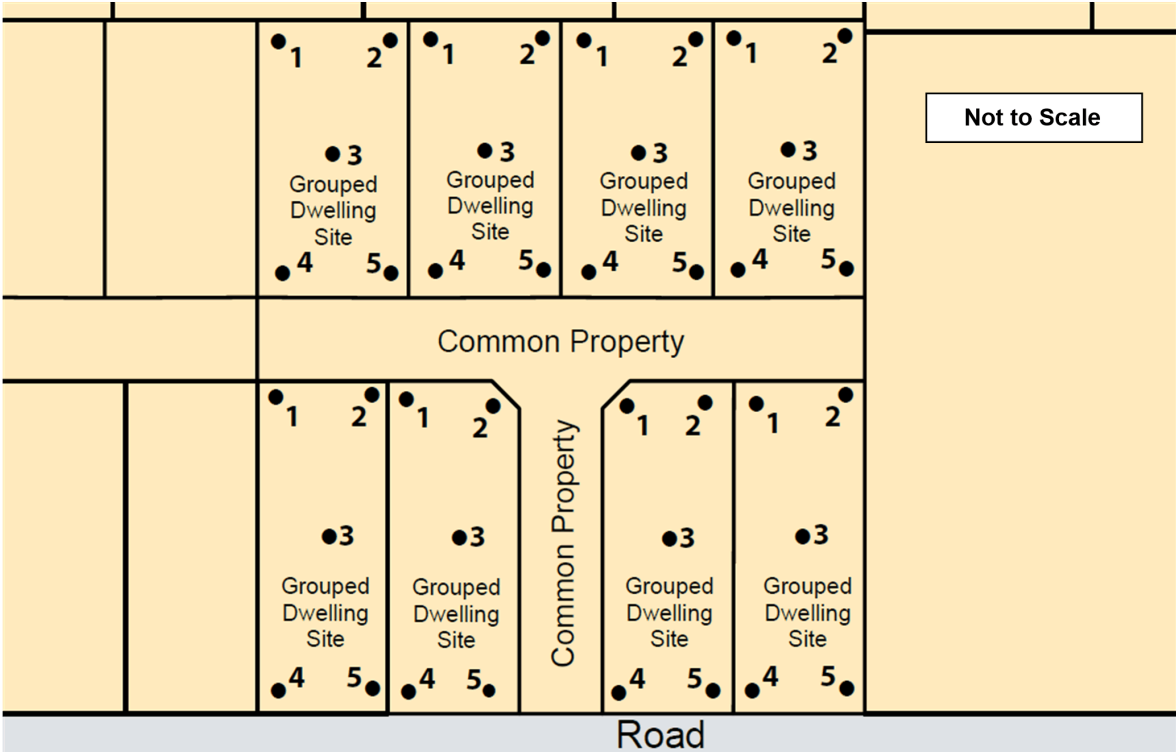 1 2 1 2 1 2 1 2
Not to Scale
3 3 3 3
Grouped Grouped Grouped Grouped
Dwelling Dwelling Dwelling Dwelling
Site Site Site Site
4 5 4 5 4 5 4 5
Common Property
1 2 1 2 1 2 1 2
Common Property
3 3 3 3
Grouped Grouped Grouped Grouped
Dwelling Dwelling Dwelling Dwelling
Site Site Site Site
4 5 4 5 4 5 4 5
Road